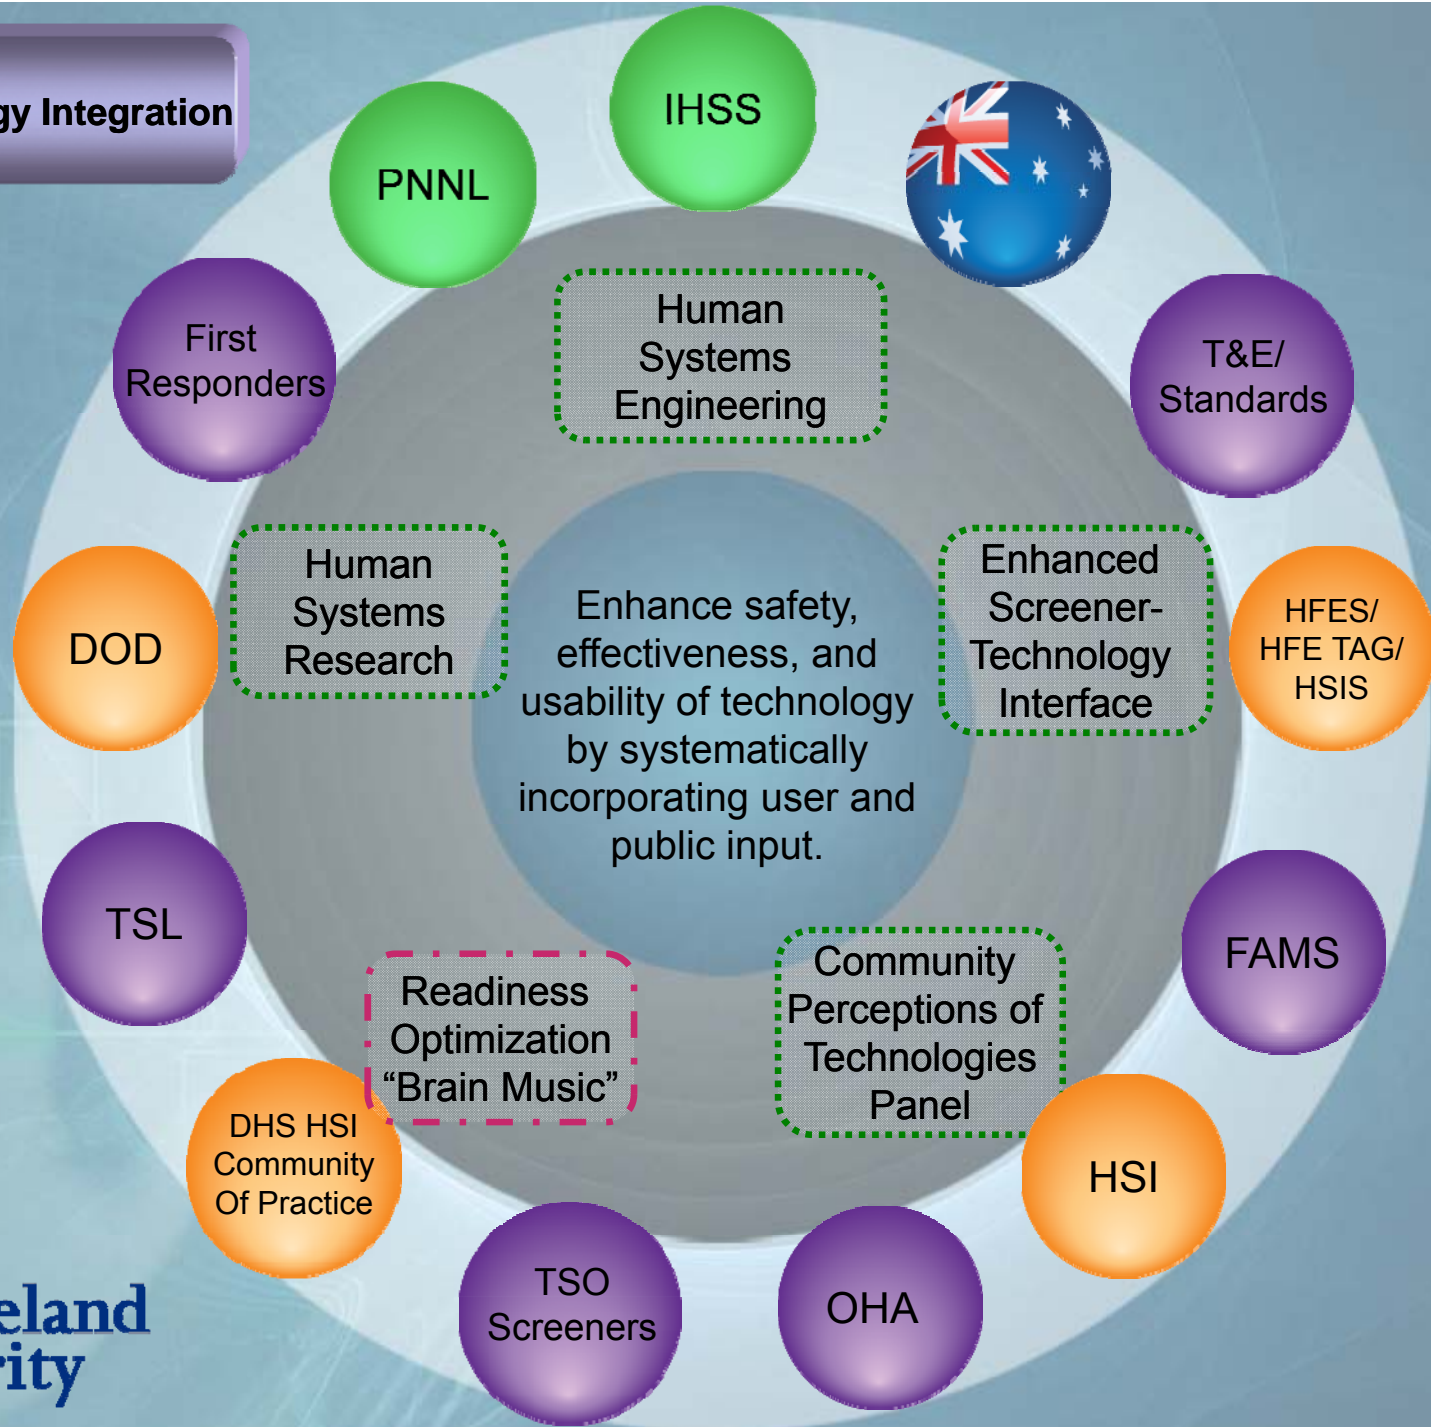 gy Integration
IHSS
PNNL
First
Responders
T&E/
Standards
Human
Systems
Engineering
Human
Systems
Research
Enhanced
Screener-
Technology
Interface
DOD
HFES/
HFE TAG/
HSIS
Enhance safety,
effectiveness, and
usability of technology
by systematically
incorporating user and
public input.
TSL
FAMS
Readiness
Optimization
“Brain Music”
Community
Perceptions of
Technologies
Panel
DHS HSI
Community
Of Practice
HSI
TSO
Screeners
OHA
eland
rity